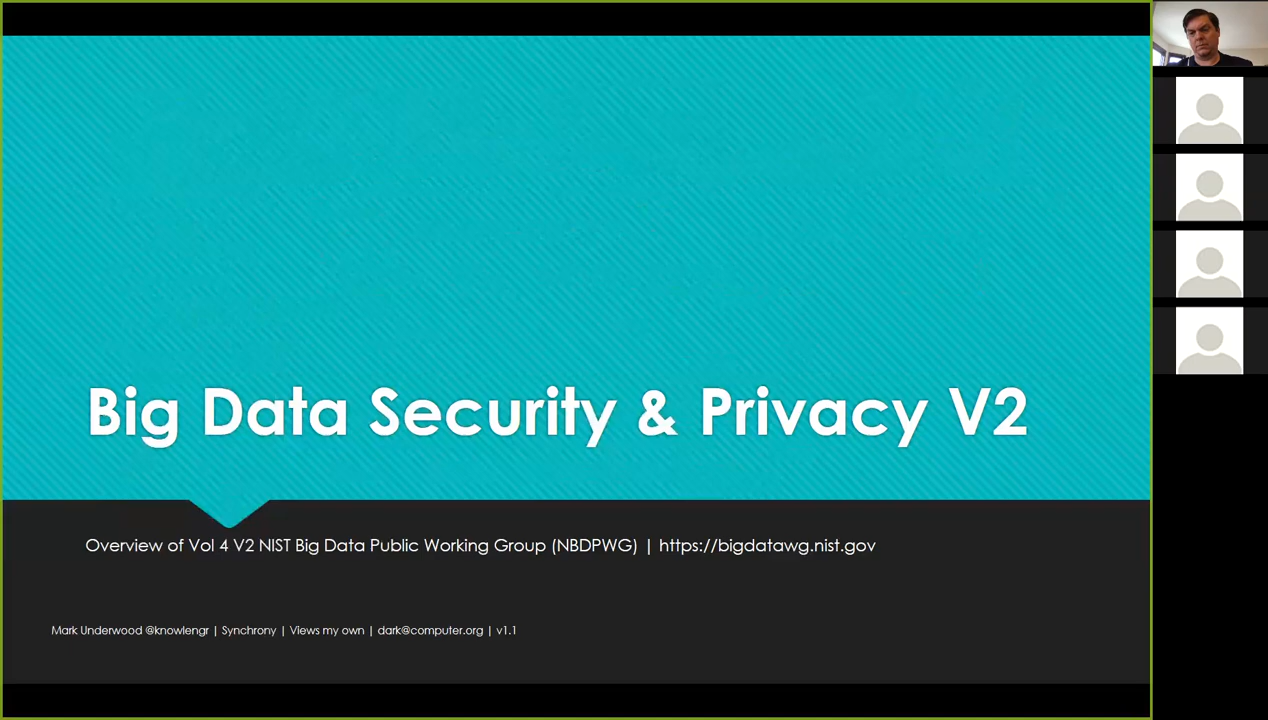 Big Data Security & Privacy V2
Overview of Vol 4 V2 NIST Big Data Public Working Group (NBDPWG) | https://bigdatawg.nist.gov
Mark Underwood @knowlengr | Synchrony | Views my own | dark@computer.org | v1.1